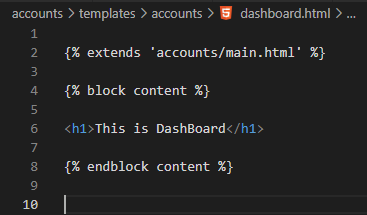 accounts > templates > accounts > dashboard.html > ...
1
2 {% extends 'accounts/main.html' %}
3
4 {% block content %}
5
6 <h1>This is DashBoard</h1>
7
8 {% endblock content %}
9
10